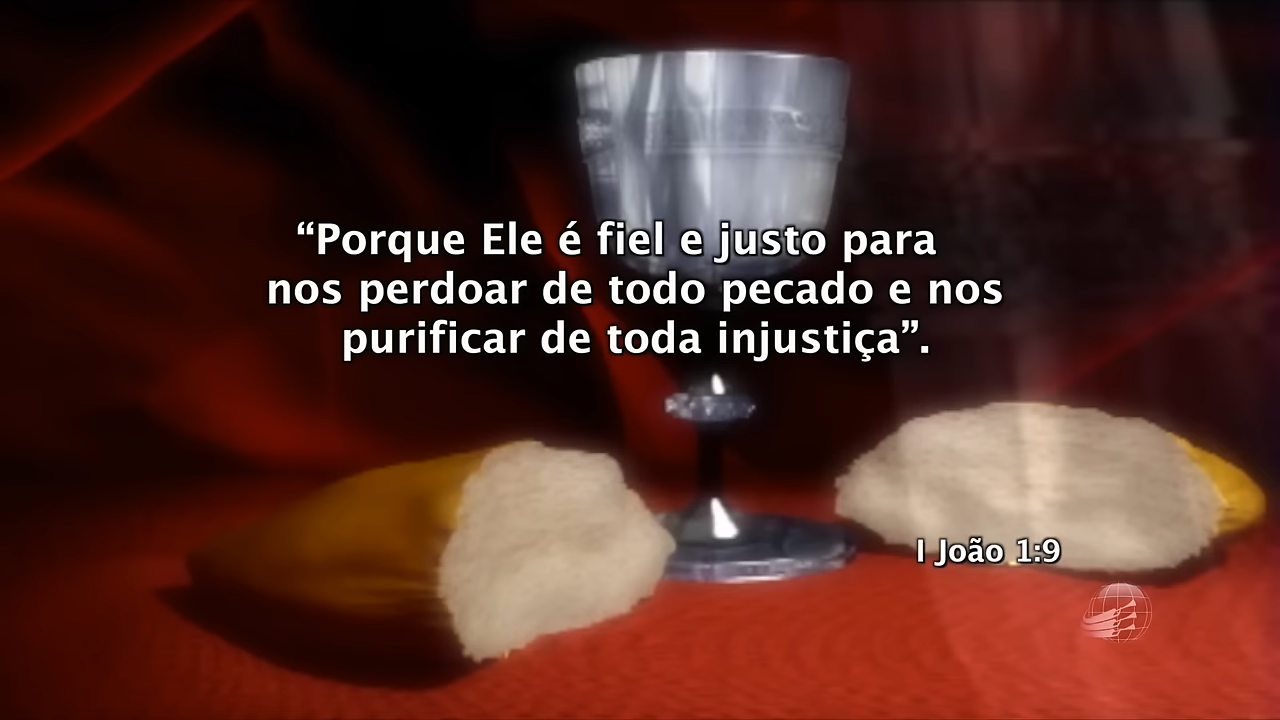 “Porque Ele é fiel e justo para
nos perdoar de todo pecado e nos
purificar de toda injustiça”.
I João 1:9